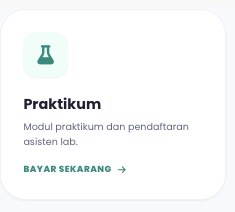 Praktikum
Modul praktikum dan pendaftaran
asisten lab.
BAYAR SEKARANG →